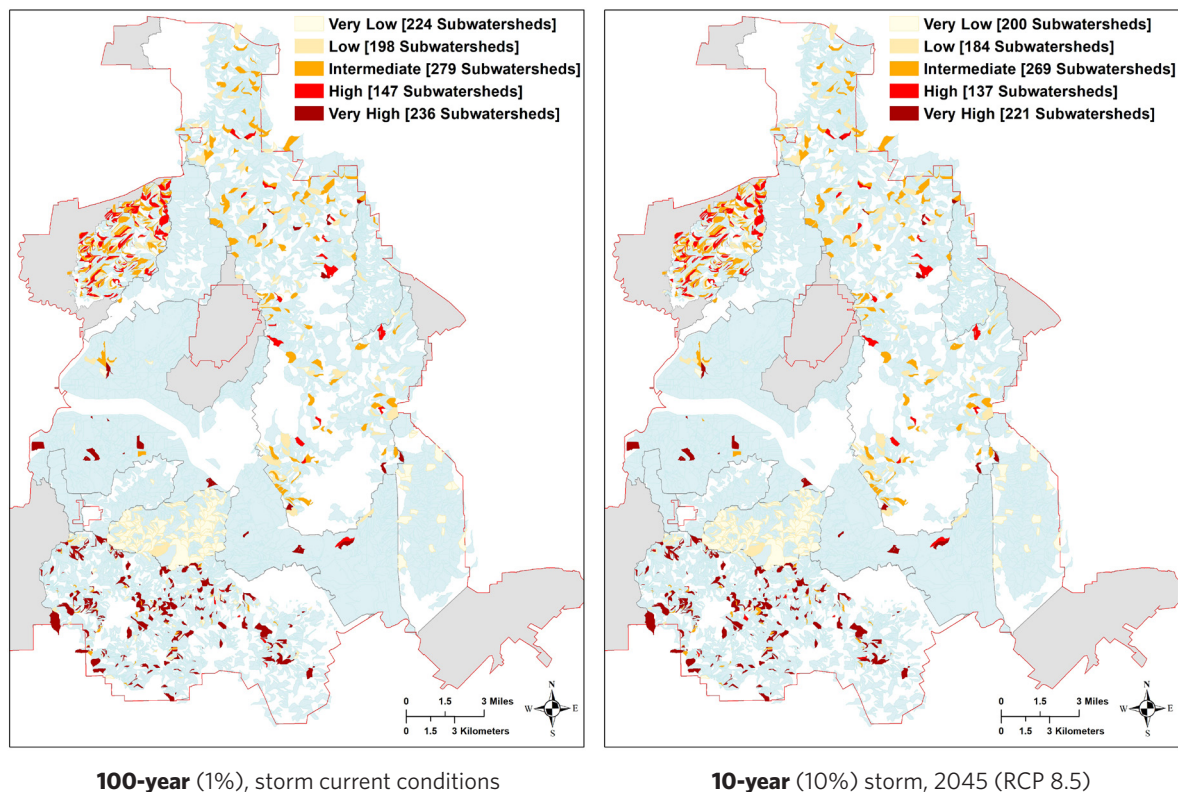 Very Low [224 Subwatersheds]
Low [198 Subwatersheds]
Intermediate [279 Subwatersheds]
High [147 Subwatersheds]
Very High [236 Subwatersheds]
N
W E
S
0 1.5 3 Miles
0 1.5 3 Kilometers
100-year (1%), storm current conditions
Very Low [200 Subwatersheds]
Low [184 Subwatersheds]
Intermediate [269 Subwatersheds]
High [137 Subwatersheds]
Very High [221 Subwatersheds]
N
W E
S
0 1.5 3 Miles
0 1.5 3 Kilometers
10-year (10%) storm, 2045 (RCP 8.5)